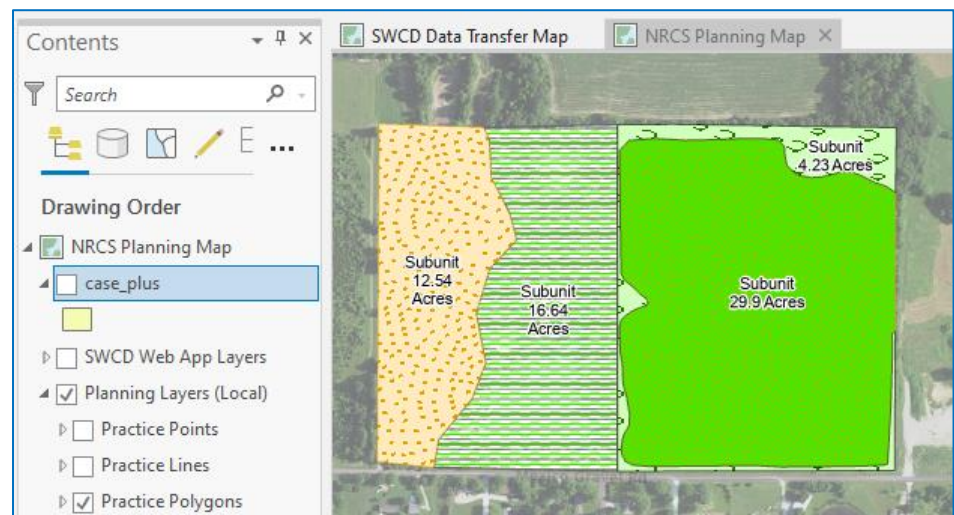 Contents
SWCD Data Transfer Map
NRCS Planning Map
Search
E
Drawing Order
NRCS Planning Map
case_plus
SWCD Web App Layers
Planning Layers (Local)
Practice Points
Practice Lines
Practice Polygons
Subunit
12.54
Acres
Subunit
16.64
Acres
Subunit
4.23 Acres
Subunit
29.9 Acres